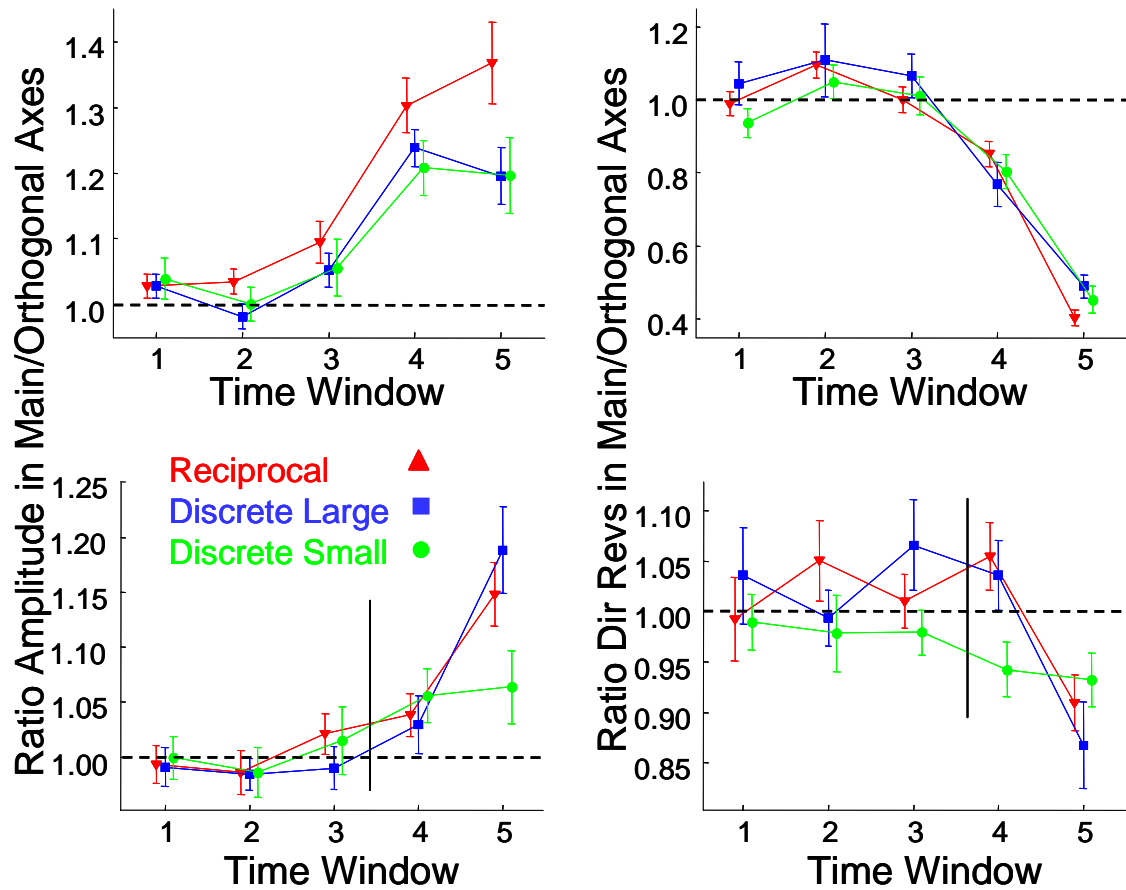 Ratio Amplitude in Main/Orthogonal Axes
1.4
1.3
1.2
1.1
1.0
1 2 3 4 5
Time Window
Ratio Dir Revs in Main/Orthogonal Axes
1.2
1.0
0.8
0.6
0.4
1 2 3 4 5
Time Window
Reciprocal
Discrete Large
Discrete Small
1.25
1.20
1.15
1.10
1.05
1.00
1 2 3 4 5
Time Window
1.10
1.05
1.00
0.95
0.90
0.85
1 2 3 4 5
Time Window